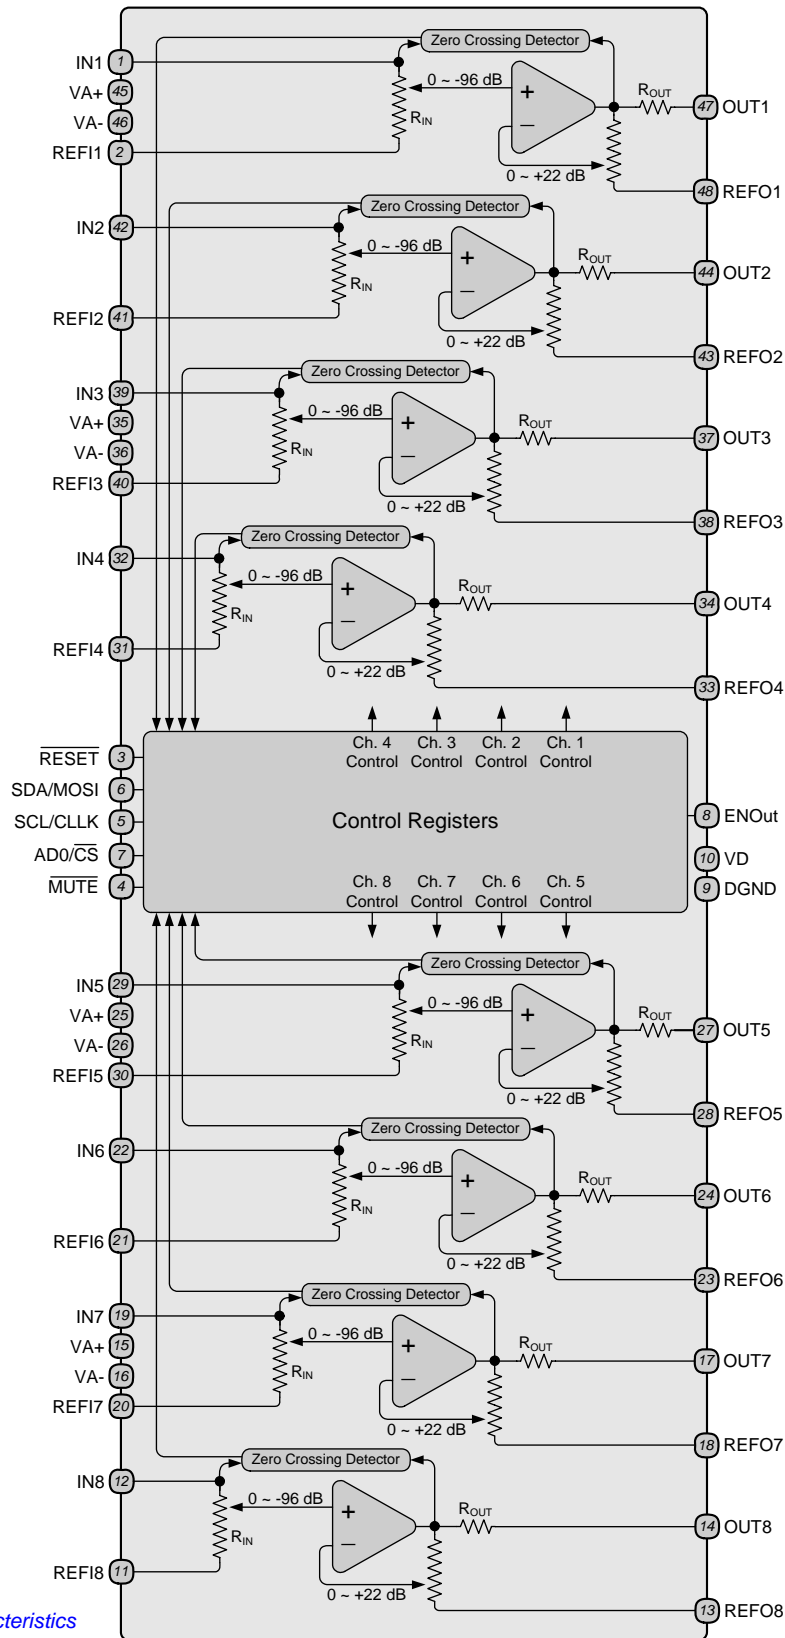 Zero Crossing Detector
IN1 1
0 ~ -96 dB
VA+ 45
+
ROUT
47 OUT1
VA- 46
RIN
–
REFI1 2
0 ~ +22 dB
48 REFO1
Zero Crossing Detector
IN2 42
0 ~ -96 dB
+
ROUT
44 OUT2
RIN
–
REFI2 41
0 ~ +22 dB
43 REFO2
Zero Crossing Detector
IN3 39
0 ~ -96 dB
VA+ 35
+
ROUT
37 OUT3
VA- 36
RIN
–
REFI3 40
0 ~ +22 dB
38 REFO3
Zero Crossing Detector
IN4 32
0 ~ -96 dB
+
ROUT
34 OUT4
RIN
–
REFI4 31
0 ~ +22 dB
33 REFO4
Ch. 4 Ch. 3 Ch. 2 Ch. 1
Control Control Control Control
RESET 3
SDA/MOSI 6
SCL/CLLK 5
Control Registers
8 ENOut
AD0/CS 7
10 VD
MUTE 4
9 DGND
Ch. 8 Ch. 7 Ch. 6 Ch. 5
Control Control Control Control
Zero Crossing Detector
IN5 29
0 ~ -96 dB
VA+ 25
+
ROUT
27 OUT5
VA- 26
RIN
–
REFI5 30
0 ~ +22 dB
28 REFO5
Zero Crossing Detector
IN6 22
0 ~ -96 dB
+
ROUT
24 OUT6
RIN
–
REFI6 21
0 ~ +22 dB
23 REFO6
Zero Crossing Detector
IN7 19
0 ~ -96 dB
VA+ 15
+
ROUT
17 OUT7
VA- 16
RIN
–
REFI7 20
0 ~ +22 dB
18 REFO7
Zero Crossing Detector
IN8 12
0 ~ -96 dB
+
ROUT
14 OUT8
RIN
–
REFI8 11
0 ~ +22 dB
13 REFO8
cteristics